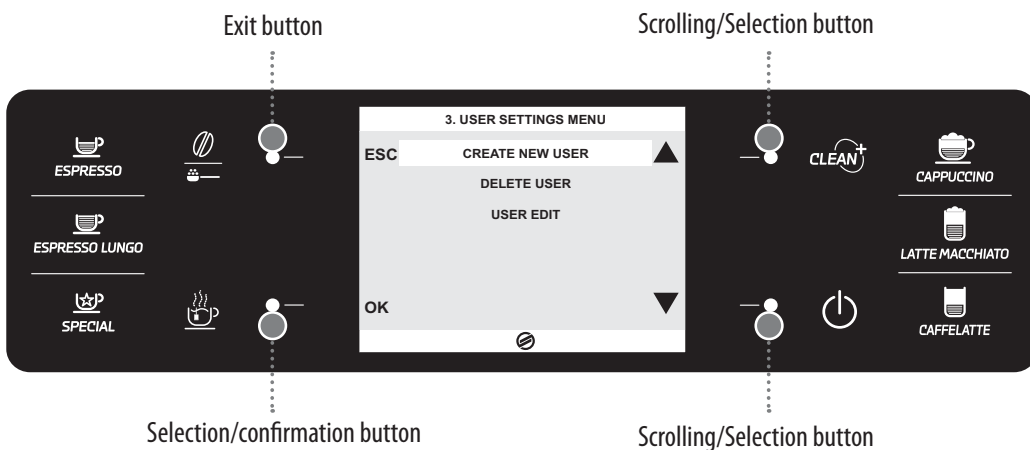 Exit button
Scrolling/Selection button
3. USER SETTINGS MENU
ESC
CREATE NEW USER
DELETE USER
USER EDIT
OK
ESPRESSO
ESPRESSO LUNGO
SPECIAL
CLEAN+
CAPPUCCINO
LATTE MACCHIATO
CAFFELATTE
Selection/confirmation button
Scrolling/Selection button